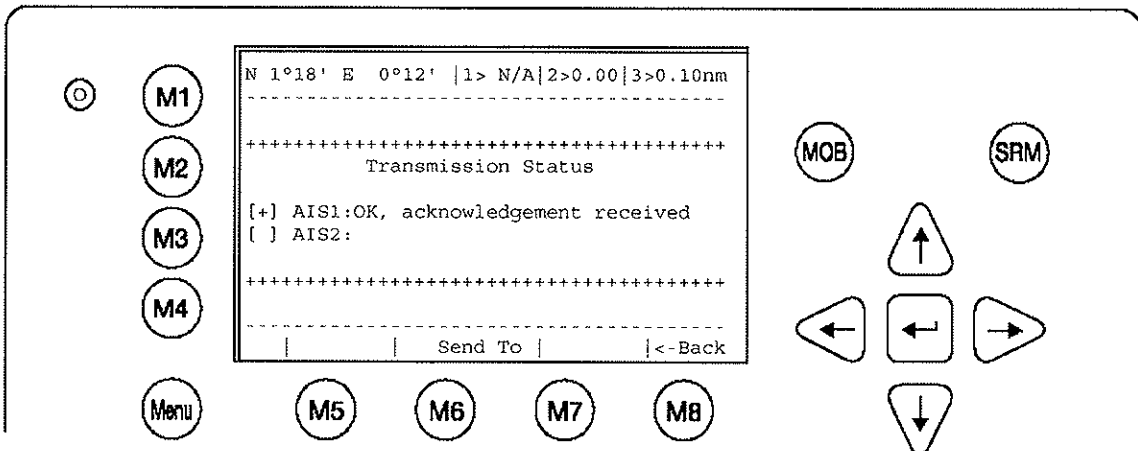 N 1°18' E 0°12' |1> N/A|2>0.00|3>0.10nm
----------------------------------------
++++++++++++++++++++++++++++++++++++++++
Transmission Status
[+] AIS1:OK, acknowledgement received
[ ] AIS2:
++++++++++++++++++++++++++++++++++++++++
----------------------------------------
| | Send To | |<-Back
M1
M2
M3
M4
Menu
M5
M6
M7
M8
MOB
SRM